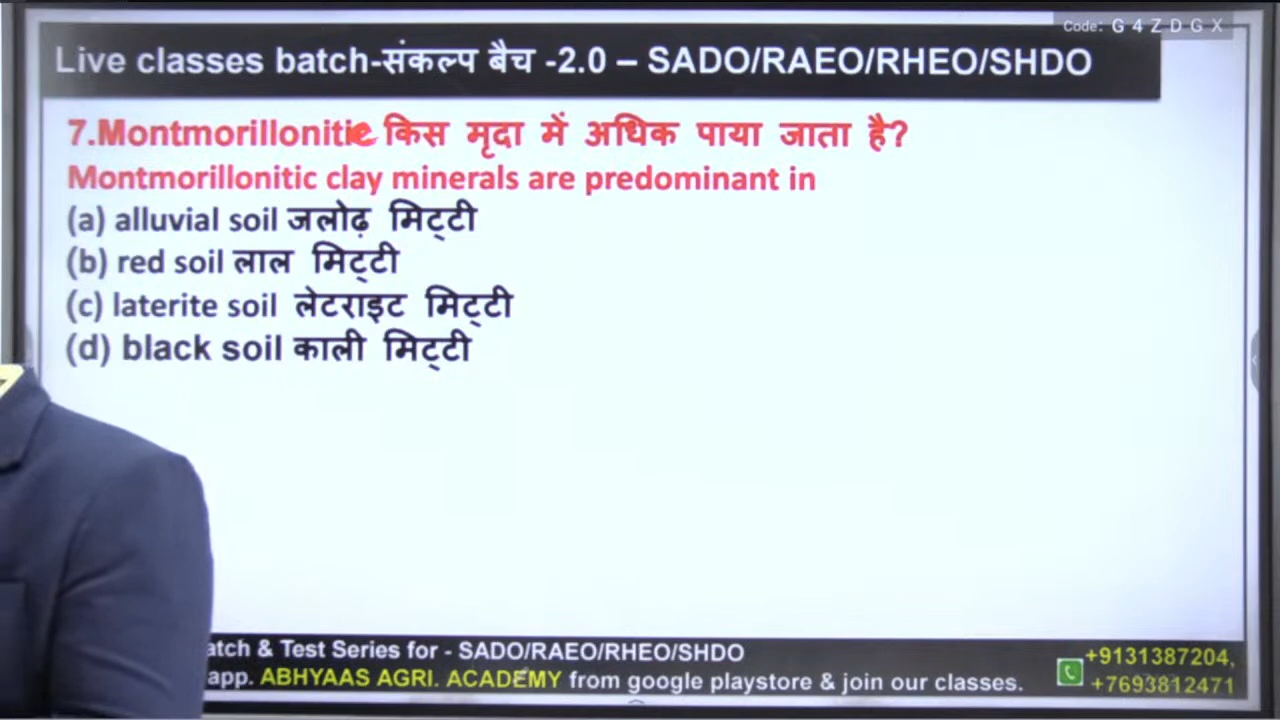 Code: G 4 Z D G X
Live classes batch-संकल्प बैच -2.0 – SADO/RAEO/RHEO/SHDO
7.Montmorillonitie किस मृदा में अधिक पाया जाता है?
Montmorillonitic clay minerals are predominant in
(a) alluvial soil जलोढ़ मिट्टी
(b) red soil लाल मिट्टी
(c) laterite soil लेटराइट मिट्टी
(d) black soil काली मिट्टी
& Test Series for - SADO/RAEO/RHEO/SHDO
app. ABHYAAS AGRI. ACADEMY from google playstore & join our classes.
+9131387204,
+7693812471